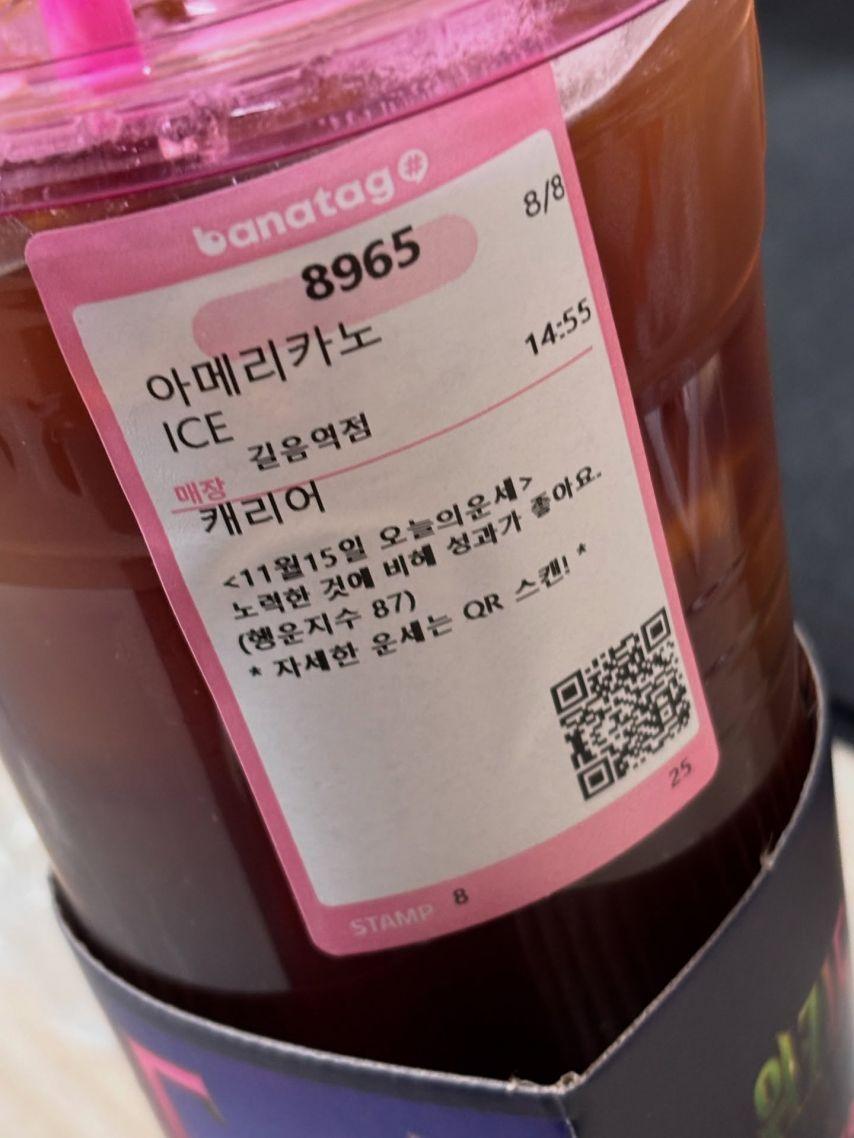 banatag #
8965 8/8
아메리카노
ICE 14:55
매장 길음역점
캐리어
<11월15일 오늘의운세>
노력한 것에 비해 성과가 좋아요.
(행운지수 87)
* 자세한 운세는 QR 스캔! *
25
STAMP 8